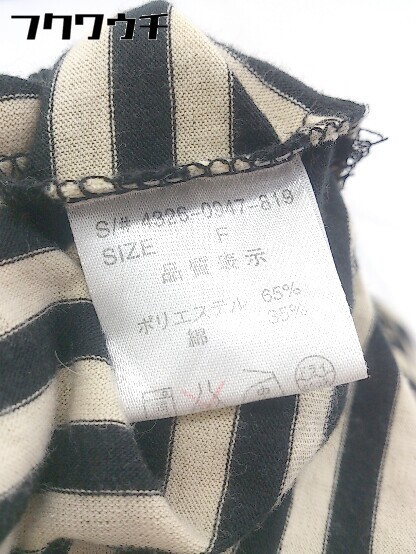 フクワウチ
S/# 4326-0047-819
SIZE F
品質表示
ポリエステル 65%
綿 35%